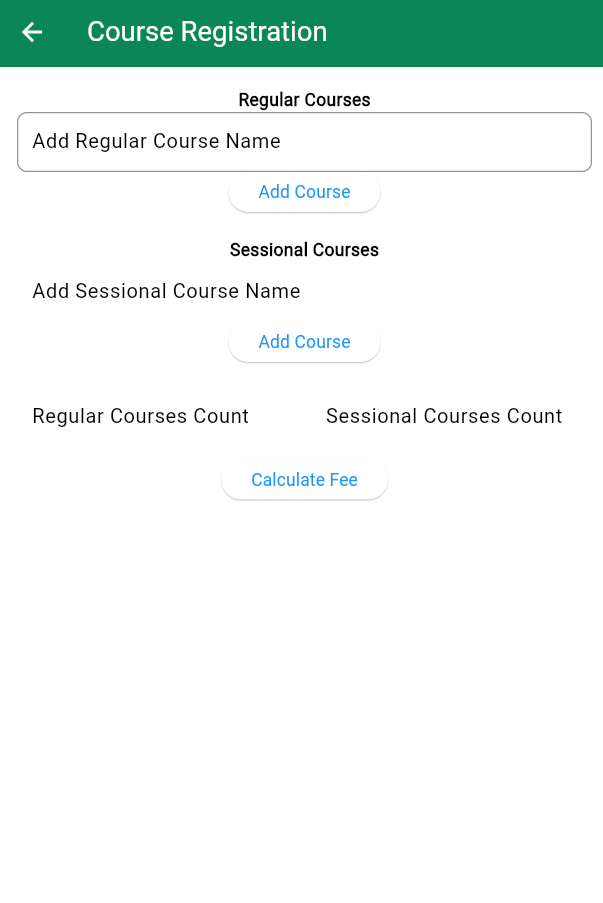 Course Registration
Regular Courses
Add Regular Course Name
Add Course
Sessional Courses
Add Sessional Course Name
Add Course
Regular Courses Count Sessional Courses Count
Calculate Fee